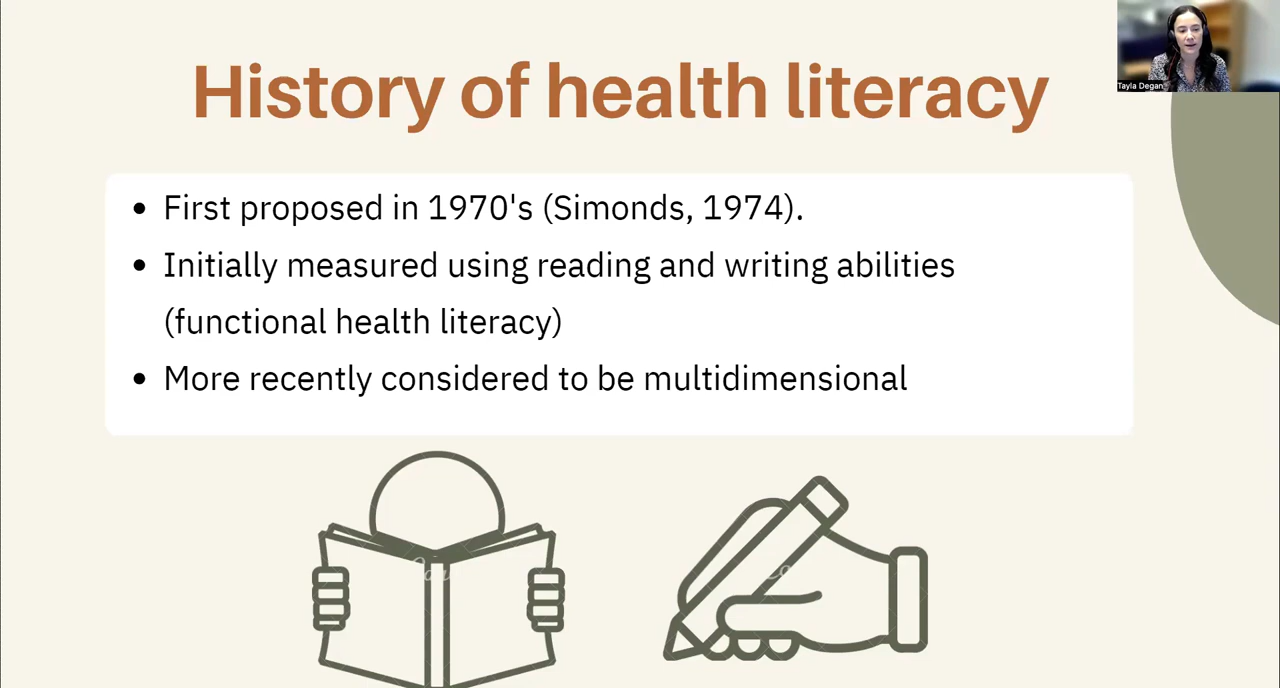 History of health literacy
Tayla Degan
• First proposed in 1970's (Simonds, 1974).
• Initially measured using reading and writing abilities
(functional health literacy)
• More recently considered to be multidimensional